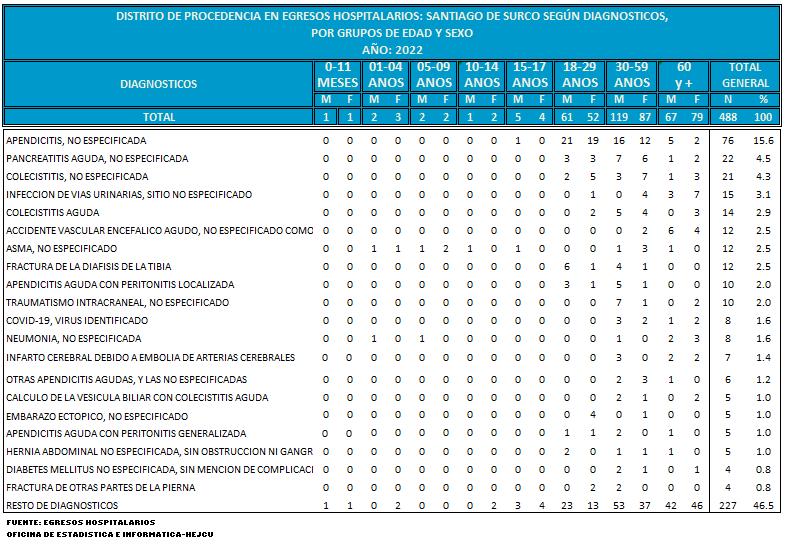 DISTRITO DE PROCEDENCIA EN EGRESOS HOSPITALARIOS: SANTIAGO DE SURCO SEGÚN DIAGNOSTICOS,
POR GRUPOS DE EDAD Y SEXO
AÑO: 2022
DIAGNOSTICOS 0-11 MESES 01-04 ANOS 05-09 ANOS 10-14 ANOS 15-17 ANOS 18-29 ANOS 30-59 ANOS 60 y + TOTAL GENERAL
M F M F M F M F M F M F M F M F N %
TOTAL 1 1 2 3 2 2 1 2 5 4 61 52 119 87 67 79 488 100
APENDICITIS, NO ESPECIFICADA 0 0 0 0 0 0 0 0 1 0 21 19 16 12 5 2 76 15.6
PANCREATITIS AGUDA, NO ESPECIFICADA 0 0 0 0 0 0 0 0 0 0 3 3 7 6 1 2 22 4.5
COLECISTITIS, NO ESPECIFICADA 0 0 0 0 0 0 0 0 0 0 2 5 3 7 1 3 21 4.3
INFECCION DE VIAS URINARIAS, SITIO NO ESPECIFICADO 0 0 0 0 0 0 0 0 0 0 0 1 0 4 3 7 15 3.1
COLECISTITIS AGUDA 0 0 0 0 0 0 0 0 0 0 0 2 5 4 0 3 14 2.9
ACCIDENTE VASCULAR ENCEFALICO AGUDO, NO ESPECIFICADO COMO 0 0 0 0 0 0 0 0 0 0 0 0 0 2 6 4 12 2.5
ASMA, NO ESPECIFICADO 0 0 1 1 1 2 1 0 1 0 0 0 1 3 1 0 12 2.5
FRACTURA DE LA DIAFISIS DE LA TIBIA 0 0 0 0 0 0 0 0 0 0 6 1 4 1 0 0 12 2.5
APENDICITIS AGUDA CON PERITONITIS LOCALIZADA 0 0 0 0 0 0 0 0 0 0 3 1 5 1 0 0 10 2.0
TRAUMATISMO INTRACRANEAL, NO ESPECIFICADO 0 0 0 0 0 0 0 0 0 0 0 0 7 1 0 2 10 2.0
COVID-19, VIRUS IDENTIFICADO 0 0 0 0 0 0 0 0 0 0 0 0 3 2 1 2 8 1.6
NEUMONIA, NO ESPECIFICADA 0 0 1 0 1 0 0 0 0 0 0 0 1 0 2 3 8 1.6
INFARTO CEREBRAL DEBIDO A EMBOLIA DE ARTERIAS CEREBRALES 0 0 0 0 0 0 0 0 0 0 0 0 3 0 2 2 7 1.4
OTRAS APENDICITIS AGUDAS, Y LAS NO ESPECIFICADAS 0 0 0 0 0 0 0 0 0 0 0 0 2 3 1 0 6 1.2
CALCULO DE LA VESICULA BILIAR CON COLECISTITIS AGUDA 0 0 0 0 0 0 0 0 0 0 0 0 2 1 0 2 5 1.0
EMBARAZO ECTOPICO, NO ESPECIFICADO 0 0 0 0 0 0 0 0 0 0 0 4 0 1 0 0 5 1.0
APENDICITIS AGUDA CON PERITONITIS GENERALIZADA 0 0 0 0 0 0 0 0 0 0 1 1 2 0 1 0 5 1.0
HERNIA ABDOMINAL NO ESPECIFICADA, SIN OBSTRUCCION NI GANGR 0 0 0 0 0 0 0 0 0 0 2 0 1 1 1 0 5 1.0
DIABETES MELLITUS NO ESPECIFICADA, SIN MENCION DE COMPLICACI 0 0 0 0 0 0 0 0 0 0 0 0 2 1 0 1 4 0.8
FRACTURA DE OTRAS PARTES DE LA PIERNA 0 0 0 0 0 0 0 0 0 0 0 2 2 0 0 0 4 0.8
RESTO DE DIAGNOSTICOS 1 1 0 2 0 0 0 2 3 4 23 13 53 37 42 46 227 46.5
FUENTE: EGRESOS HOSPITALARIOS
OFICINA DE ESTADISTICA E INFORMATICA-HEJCU